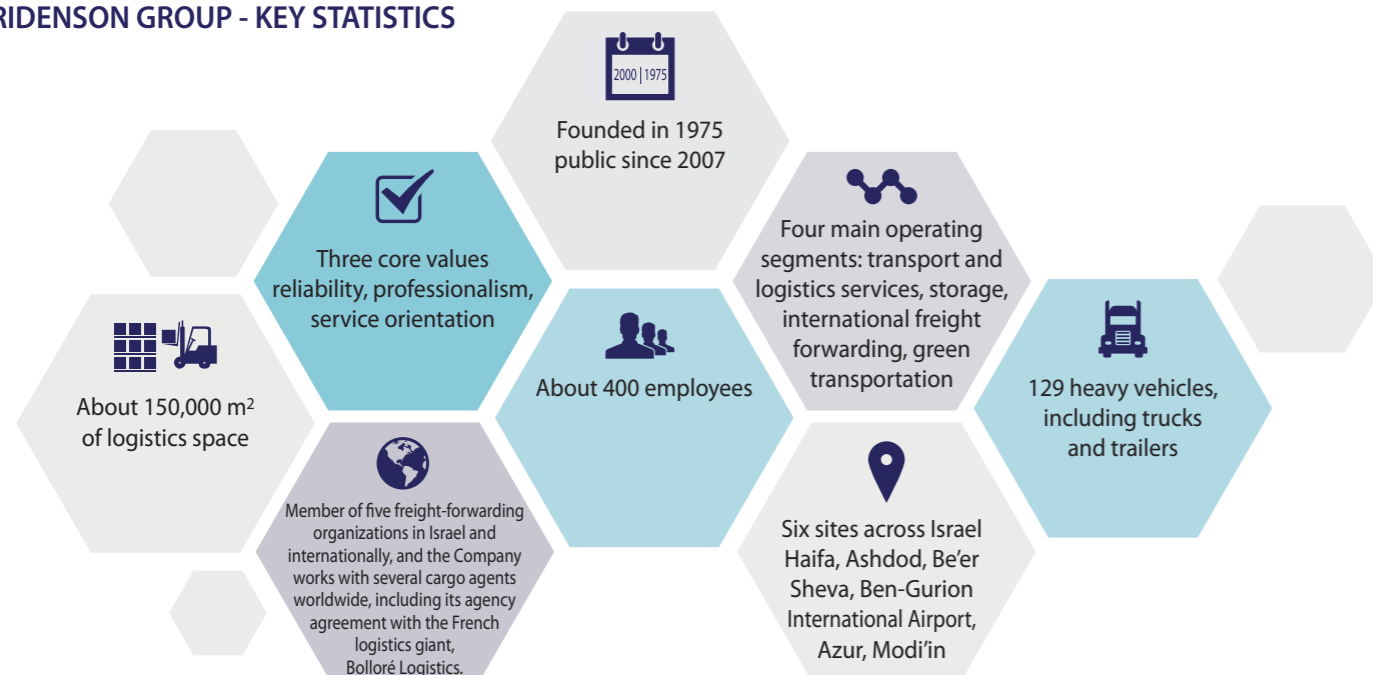 RIDENSON GROUP - KEY STATISTICS
2000 | 1975
Founded in 1975
public since 2007
Three core values
reliability, professionalism,
service orientation
Four main operating
segments: transport and
logistics services, storage,
international freight
forwarding, green
transportation
About 150,000 m²
of logistics space
About 400 employees
129 heavy vehicles,
including trucks
and trailers
Member of five freight-forwarding
organizations in Israel and
internationally, and the Company
works with several cargo agents
worldwide, including its agency
agreement with the French
logistics giant,
Bolloré Logistics.
Six sites across Israel
Haifa, Ashdod, Be’er
Sheva, Ben-Gurion
International Airport,
Azur, Modi’in